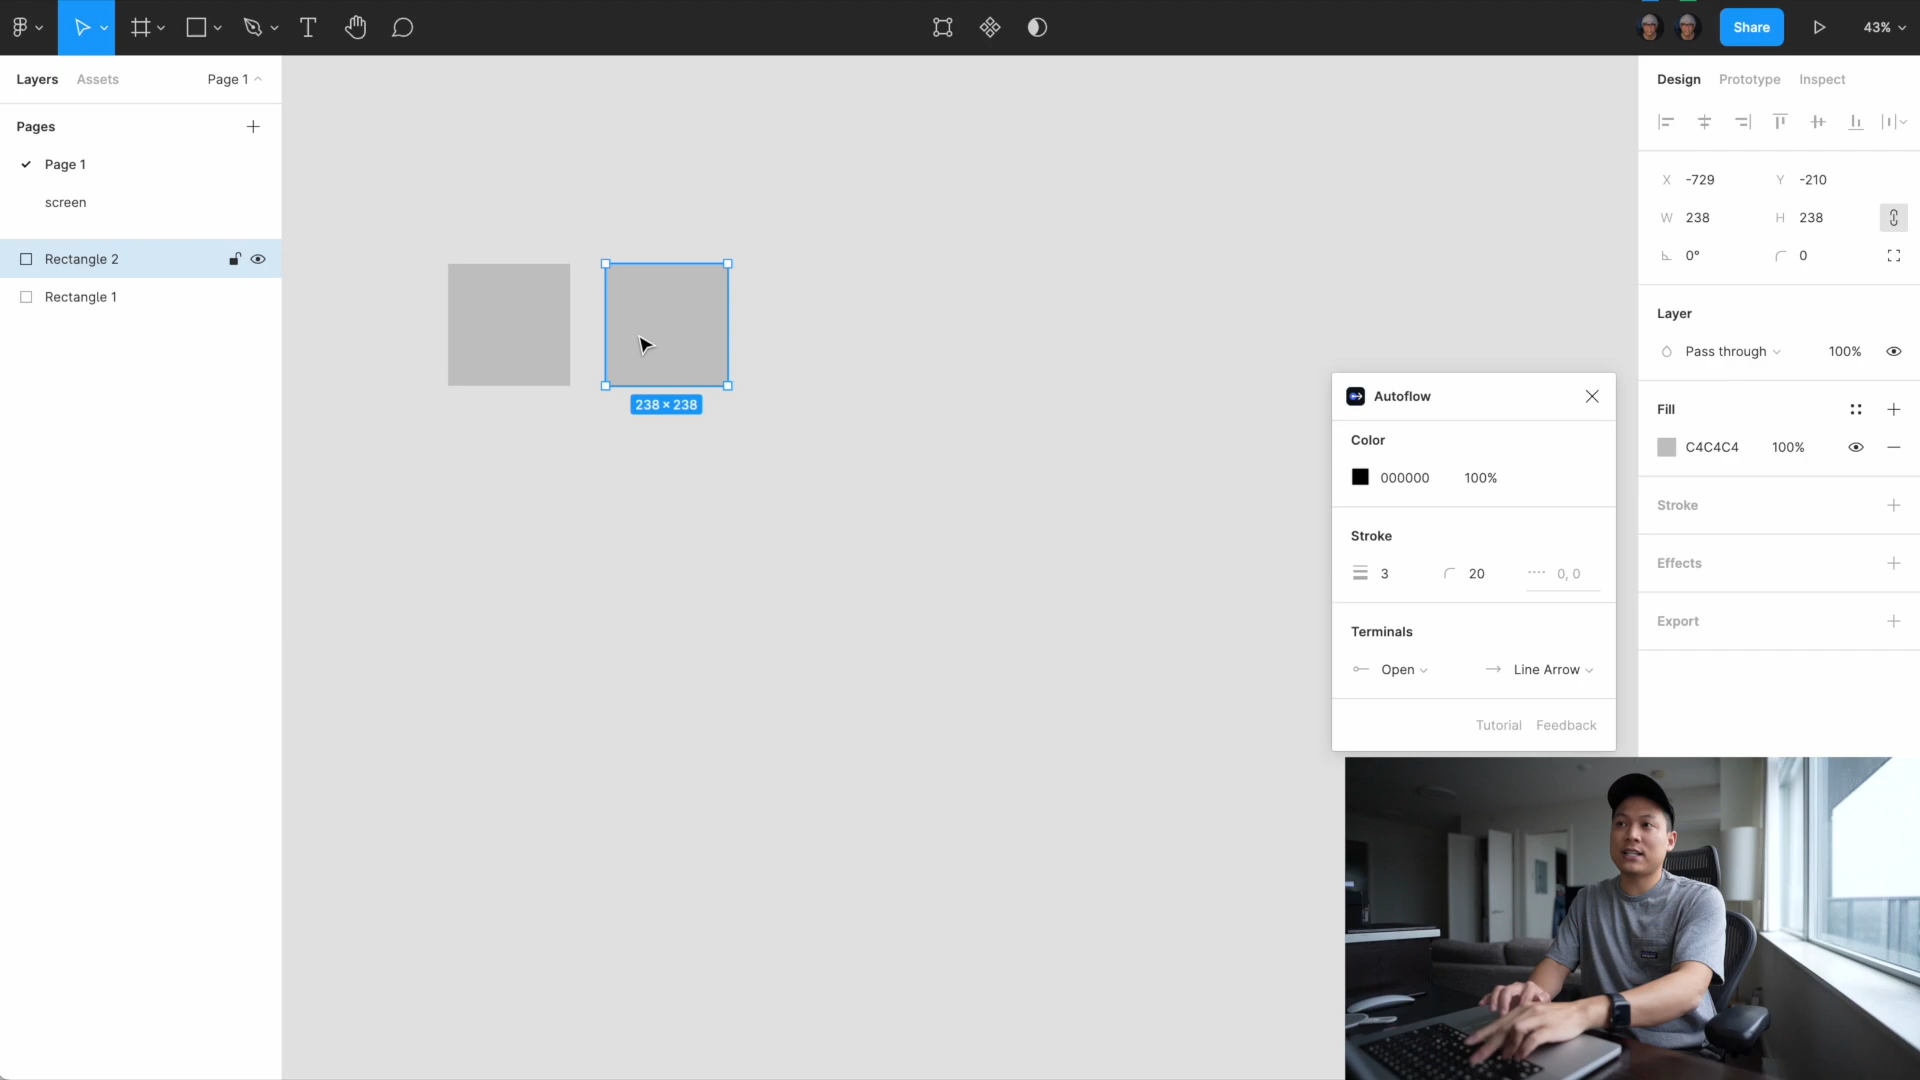 Share
43%
Layers
Assets
Page 1
Pages
Page 1
screen
Rectangle 2
Rectangle 1
238 × 238
Autoflow
Color
000000
100%
Stroke
3
20
0, 0
Terminals
Open
Line Arrow
Tutorial
Feedback
Design
Prototype
Inspect
X -729
Y -210
W 238
H 238
0°
0
Layer
Pass through
100%
Fill
C4C4C4
100%
Stroke
Effects
Export